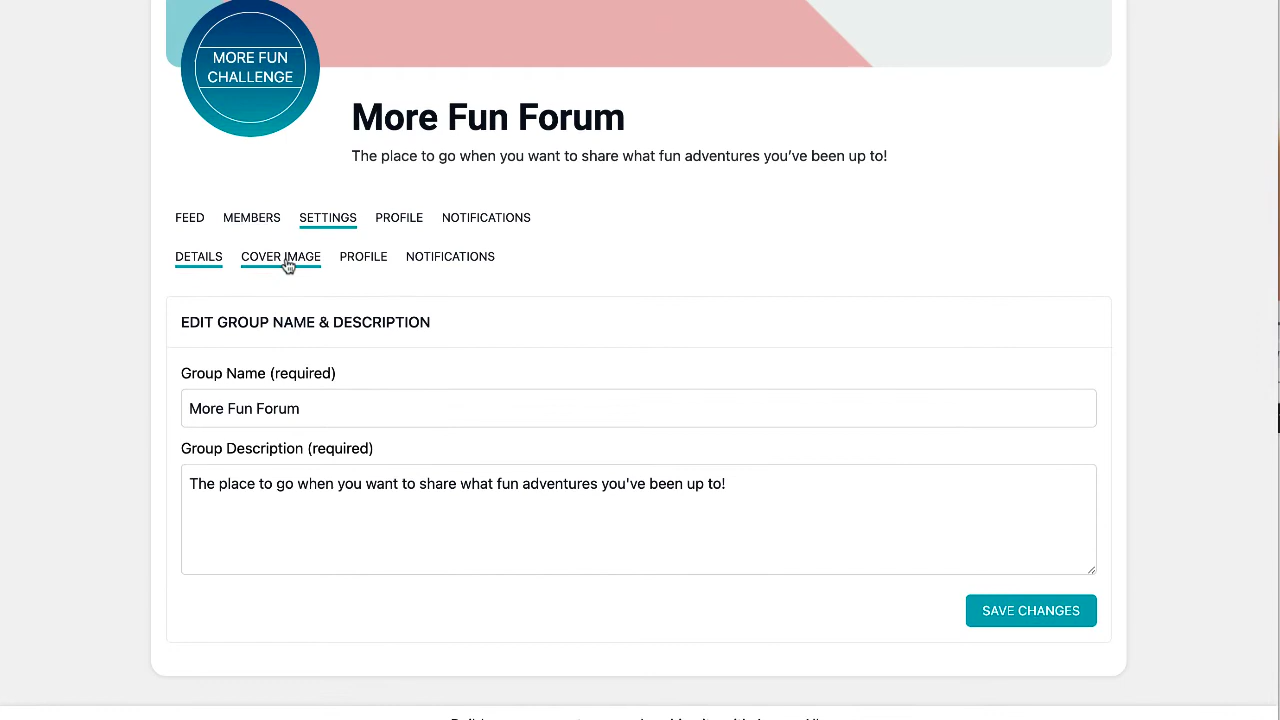 MORE FUN
CHALLENGE
More Fun Forum
The place to go when you want to share what fun adventures you've been up to!
FEED MEMBERS SETTINGS PROFILE NOTIFICATIONS
DETAILS COVER IMAGE PROFILE NOTIFICATIONS
EDIT GROUP NAME & DESCRIPTION
Group Name (required)
More Fun Forum
Group Description (required)
The place to go when you want to share what fun adventures you've been up to!
SAVE CHANGES